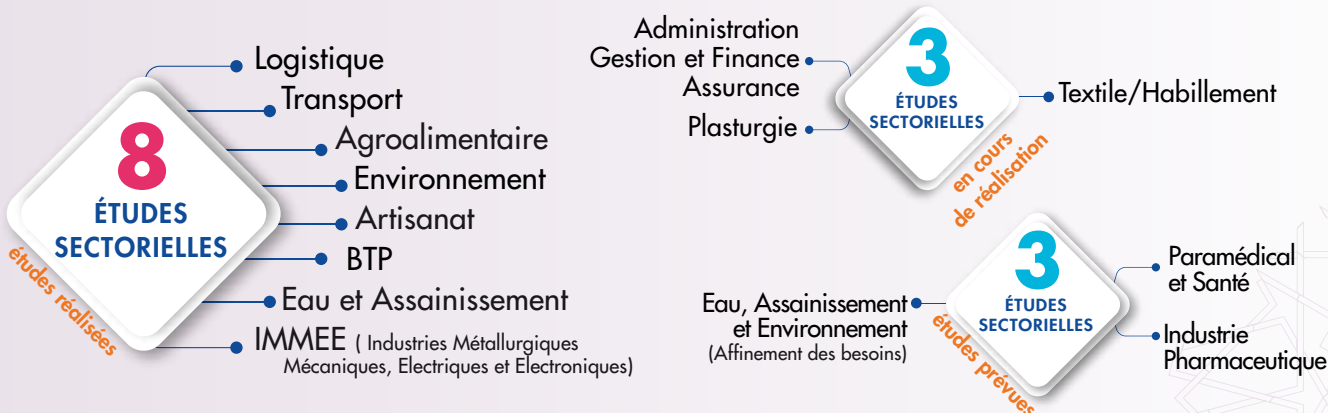 8
ÉTUDES
SECTORIELLES
études réalisées
Logistique
Transport
Agroalimentaire
Environnement
Artisanat
BTP
Eau et Assainissement
IMMEE ( Industries Métallurgiques
Mécaniques, Electriques et Electroniques)
Administration
Gestion et Finance
Assurance
Plasturgie
3
ÉTUDES
SECTORIELLES
en cours
de réalisation
Textile/Habillement
Eau, Assainissement
et Environnement
(Affinement des besoins)
3
ÉTUDES
SECTORIELLES
études prévues
Paramédical
et Santé
Industrie
Pharmaceutique